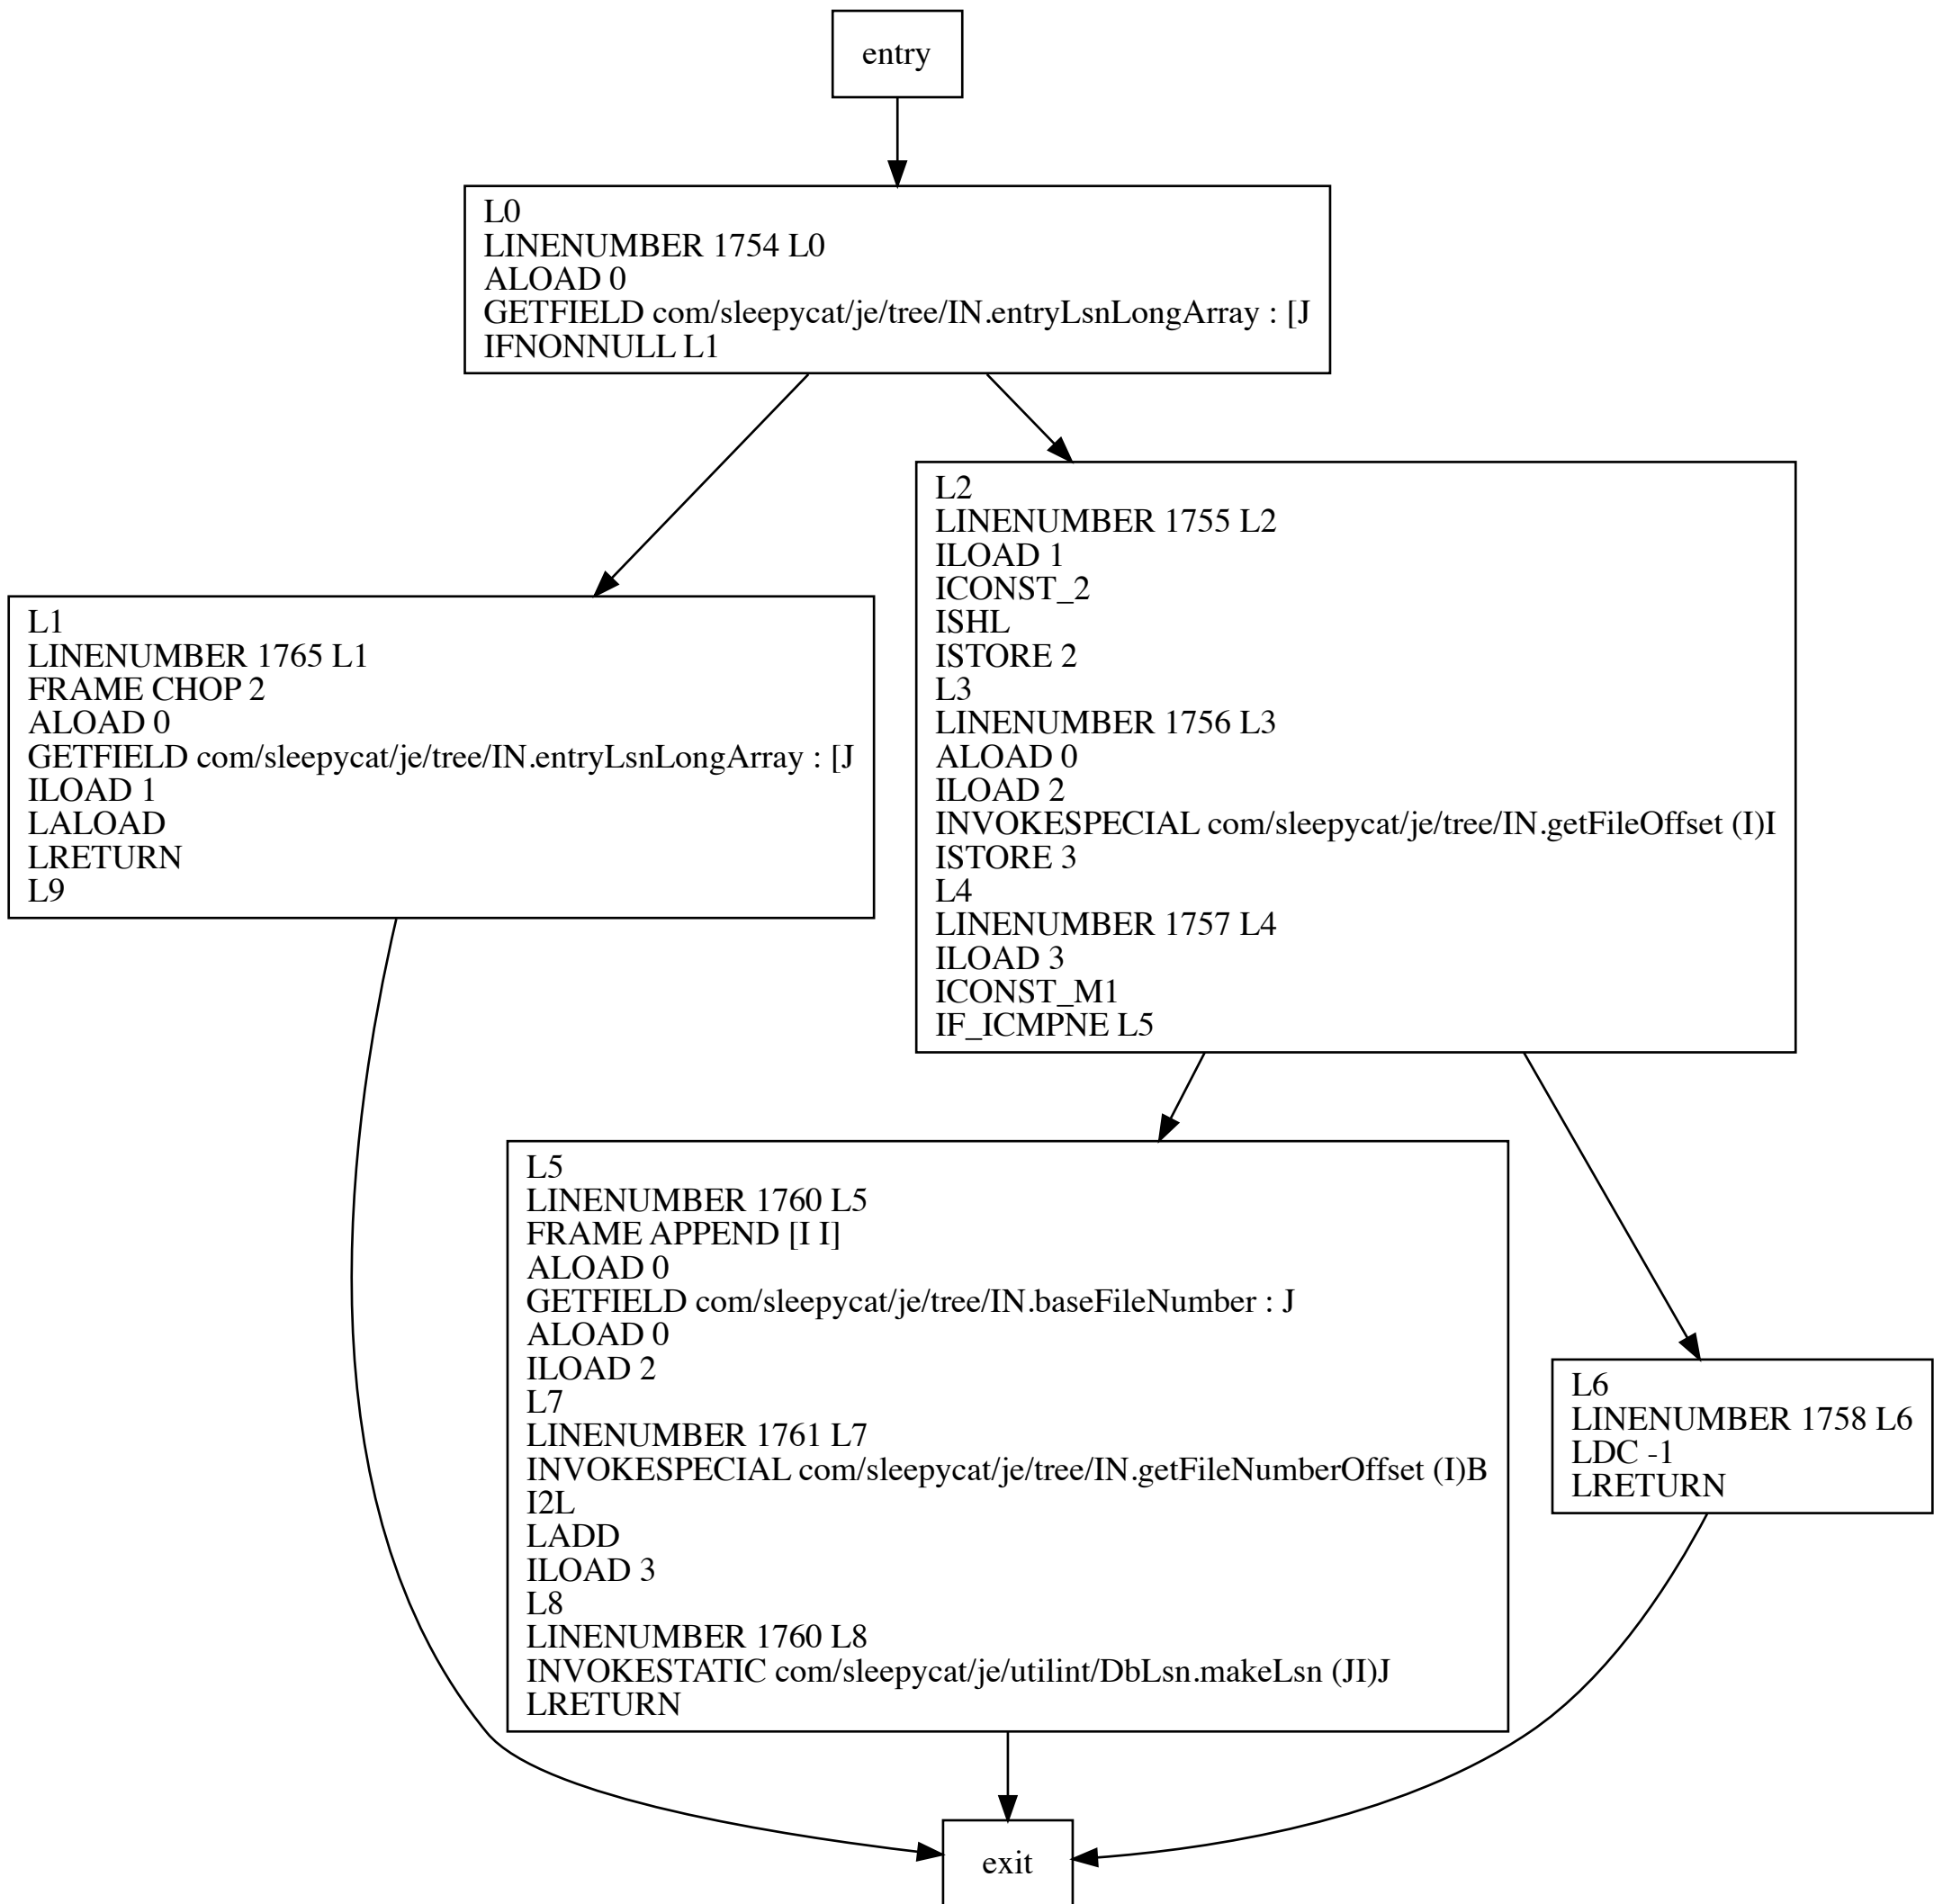 entry
L0
LINENUMBER 1754 L0
ALOAD 0
GETFIELD com/sleepycat/je/tree/IN.entryLsnLongArray : [J
IFNONNULL L1
L2
LINENUMBER 1755 L2
ILOAD 1
ICONST_2
ISHL
ISTORE 2
L3
LINENUMBER 1756 L3
ALOAD 0
ILOAD 2
INVOKESPECIAL com/sleepycat/je/tree/IN.getFileOffset (I)I
ISTORE 3
L4
LINENUMBER 1757 L4
ILOAD 3
ICONST_M1
IF_ICMPNE L5
L1
LINENUMBER 1765 L1
FRAME CHOP 2
ALOAD 0
GETFIELD com/sleepycat/je/tree/IN.entryLsnLongArray : [J
ILOAD 1
LALOAD
LRETURN
L9
L5
LINENUMBER 1760 L5
FRAME APPEND [I I]
ALOAD 0
GETFIELD com/sleepycat/je/tree/IN.baseFileNumber : J
ALOAD 0
ILOAD 2
L7
LINENUMBER 1761 L7
INVOKESPECIAL com/sleepycat/je/tree/IN.getFileNumberOffset (I)B
I2L
LADD
ILOAD 3
L8
LINENUMBER 1760 L8
INVOKESTATIC com/sleepycat/je/utilint/DbLsn.makeLsn (JI)J
LRETURN
L6
LINENUMBER 1758 L6
LDC -1
LRETURN
exit